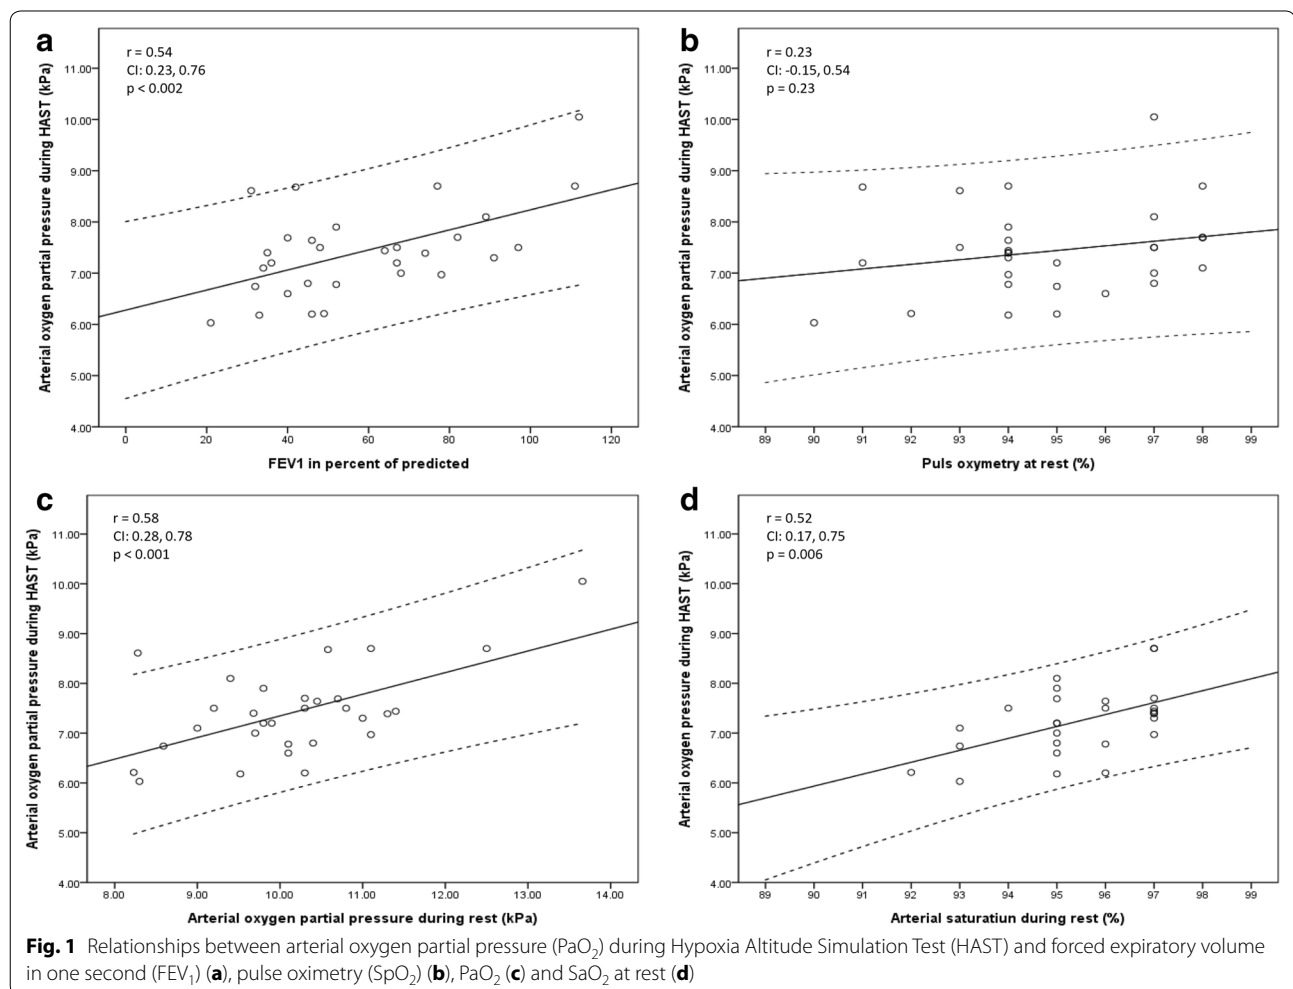 a
r = 0.54
CI: 0.23, 0.76
p < 0.002
Arterial oxygen partial pressure during HAST (kPa)
11.00
10.00
9.00
8.00
7.00
6.00
5.00
4.00
0 20 40 60 80 100 120
FEV1 in percent of predicted
b
r = 0.23
CI: -0.15, 0.54
p = 0.23
Arterial oxygen partial pressure during HAST (kPa)
11.00
10.00
9.00
8.00
7.00
6.00
5.00
4.00
89 90 91 92 93 94 95 96 97 98 99
Puls oxymetry at rest (%)
c
r = 0.58
CI: 0.28, 0.78
p < 0.001
Arterial oxygen partial pressure during HAST (kPa)
11.00
10.00
9.00
8.00
7.00
6.00
5.00
4.00
8.00 9.00 10.00 11.00 12.00 13.00 14.00
Arterial oxygen partial pressure during rest (kPa)
d
r = 0.52
CI: 0.17, 0.75
p = 0.006
Arterial oxygen pressure during HAST (kPa)
11.00
10.00
9.00
8.00
7.00
6.00
5.00
4.00
89 90 91 92 93 94 95 96 97 98 99
Arterial saturatiun during rest (%)
Fig. 1 Relationships between arterial oxygen partial pressure (PaO₂) during Hypoxia Altitude Simulation Test (HAST) and forced expiratory volume
in one second (FEV₁) (a), pulse oximetry (SpO₂) (b), PaO₂ (c) and SaO₂ at rest (d)